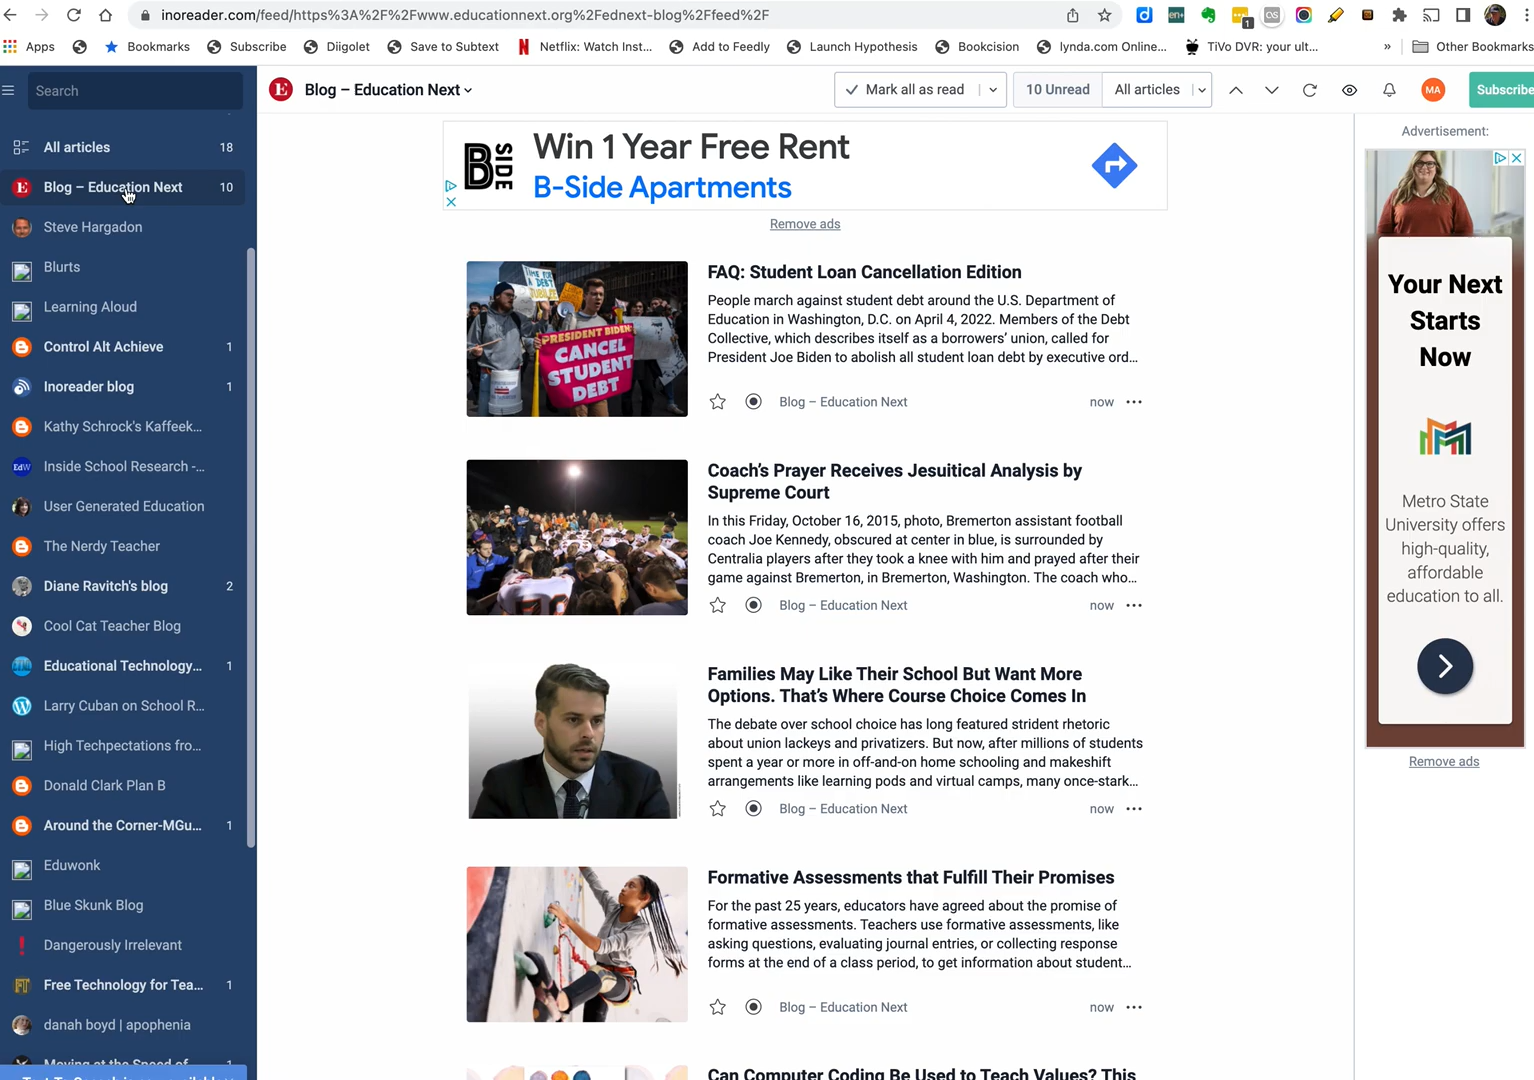 inoreader.com/feed/https%3A%2F%2Fwww.educationnext.org%2Fednext-blog%2Ffeed%2F
Apps
Bookmarks
Subscribe
Diigolet
Save to Subtext
Netflix: Watch Inst...
Add to Feedly
Launch Hypothesis
Bookcision
lynda.com Online...
TiVo DVR: your ult...
»
Other Bookmarks
Search
All articles 18
Blog – Education Next 10
Steve Hargadon
Blurts
Learning Aloud
Control Alt Achieve 1
Inoreader blog 1
Kathy Schrock's Kaffeek...
Inside School Research -...
User Generated Education
The Nerdy Teacher
Diane Ravitch's blog 2
Cool Cat Teacher Blog
Educational Technology... 1
Larry Cuban on School R...
High Techpectations fro...
Donald Clark Plan B
Around the Corner-MGu... 1
Eduwonk
Blue Skunk Blog
Dangerously Irrelevant
Free Technology for Tea... 1
danah boyd | apophenia
Moving at the Speed of 1
Blog – Education Next
Mark all as read
10 Unread
All articles
MA
Subscribe
B SIDE
Win 1 Year Free Rent
B-Side Apartments
Remove ads
FAQ: Student Loan Cancellation Edition
People march against student debt around the U.S. Department of
Education in Washington, D.C. on April 4, 2022. Members of the Debt
Collective, which describes itself as a borrowers' union, called for
President Joe Biden to abolish all student loan debt by executive ord...
Blog – Education Next now
PRESIDENT BIDEN:
CANCEL
STUDENT
DEBT
Coach's Prayer Receives Jesuitical Analysis by
Supreme Court
In this Friday, October 16, 2015, photo, Bremerton assistant football
coach Joe Kennedy, obscured at center in blue, is surrounded by
Centralia players after they took a knee with him and prayed after their
game against Bremerton, in Bremerton, Washington. The coach who...
Blog – Education Next now
Families May Like Their School But Want More
Options. That's Where Course Choice Comes In
The debate over school choice has long featured strident rhetoric
about union lackeys and privatizers. But now, after millions of students
spent a year or more in off-and-on home schooling and makeshift
arrangements like learning pods and virtual camps, many once-stark...
Blog – Education Next now
Formative Assessments that Fulfill Their Promises
For the past 25 years, educators have agreed about the promise of
formative assessments. Teachers use formative assessments, like
asking questions, evaluating journal entries, or collecting response
forms at the end of a class period, to get information about student...
Blog – Education Next now
Can Computer Coding Be Used to Teach Values? This
Advertisement:
Your Next
Starts
Now
Metro State
University offers
high-quality,
affordable
education to all.
Remove ads